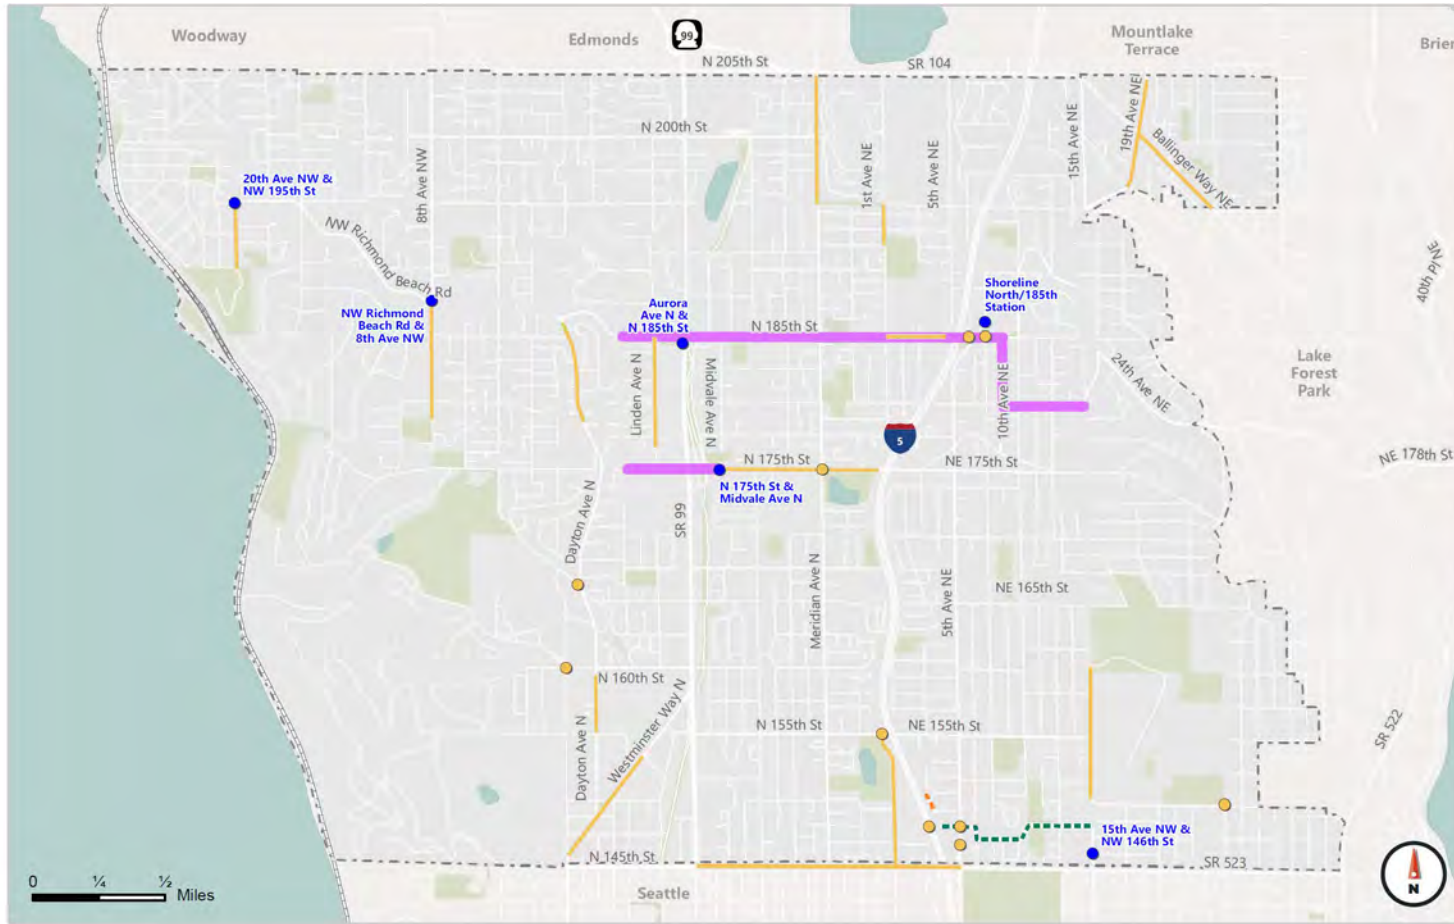 Woodway
Edmonds
99
Mountlake
Terrace
Brier
N 205th St
SR 104
N 200th St
8th Ave NW
1st Ave NE
5th Ave NE
15th Ave NE
19th Ave NE
Ballinger Way NE
20th Ave NW &
NW 195th St
NW Richmond
Beach Rd
40th Pl NE
NW Richmond
Beach Rd &
8th Ave NW
Aurora
Ave N &
N 185th St
N 185th St
Shoreline
North/185th
Station
Linden Ave N
Midvale Ave N
10th Ave NE
24th Ave NE
Lake
Forest
Park
5
N 175th St
NE 175th St
NE 178th St
N 175th St &
Midvale Ave N
Dayton Ave N
SR 99
Meridian Ave N
5th Ave NE
NE 165th St
N 160th St
Dayton Ave N
Westminster Way N
N 155th St
NE 155th St
SR 522
15th Ave NW &
NW 146th St
N 145th St
SR 523
Seattle
0 ¼ ½
Miles
N